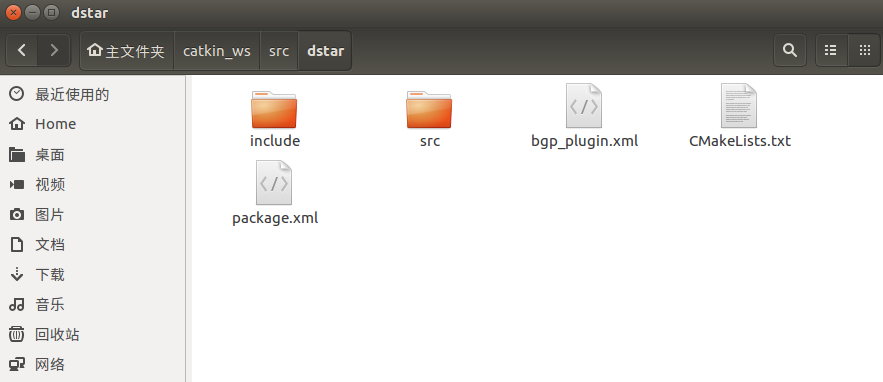 dstar
主文件夹 catkin_ws src dstar
最近使用的
Home
桌面
视频
图片
文档
下载
音乐
回收站
网络
include src bgp_plugin.xml CMakeLists.txt
package.xml